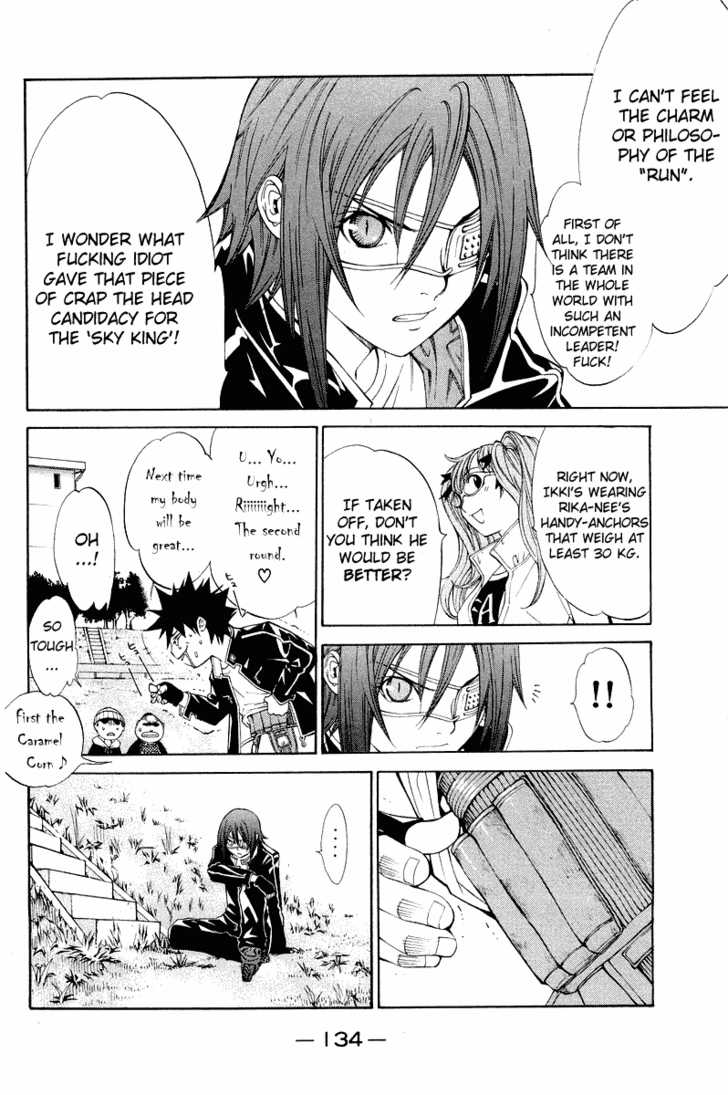 I CAN'T FEEL
THE CHARM
OR PHILOSO-
PHY OF THE
"RUN".
FIRST OF
ALL, I DON'T
THINK THERE
IS A TEAM IN
THE WHOLE
WORLD WITH
SUCH AN
INCOMPETENT
LEADER!
FUCK!
I WONDER WHAT
FUCKING IDIOT
GAVE THAT PIECE
OF CRAP THE HEAD
CANDIDACY FOR
THE 'SKY KING'!
RIGHT NOW,
IKKI'S WEARING
RIKA-NEE'S
HANDY-ANCHORS
THAT WEIGH AT
LEAST 30 KG.
IF TAKEN
OFF, DON'T
YOU THINK HE
WOULD BE
BETTER?
!!
U... Yo...
Urgh...
Riiiiiiight...
The second
round.
♡
Next time
my body
will be
great...
OH
...!
SO
TOUGH
...
First the
Caramel
Corn ♪
....
A
— 134 —